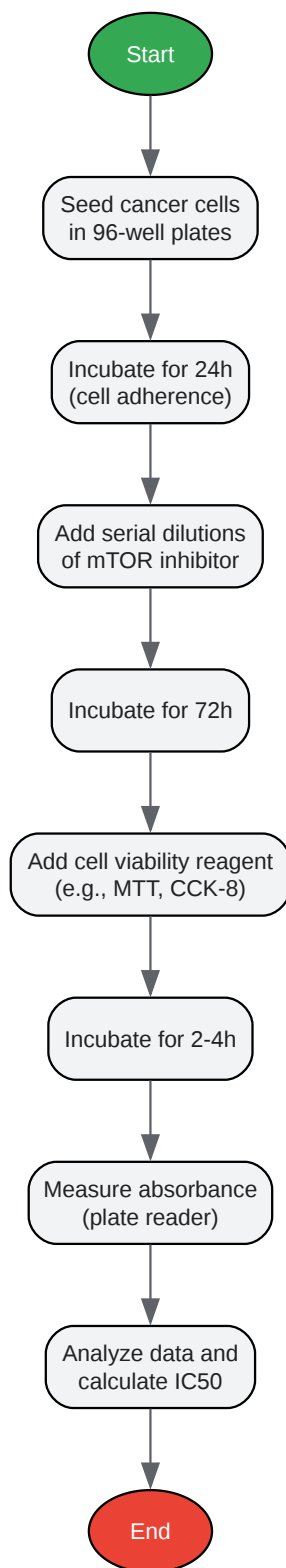 Start
Seed cancer cells
in 96-well plates
Incubate for 24h
(cell adherence)
Add serial dilutions
of mTOR inhibitor
Incubate for 72h
Add cell viability reagent
(e.g., MTT, CCK-8)
Incubate for 2-4h
Measure absorbance
(plate reader)
Analyze data and
calculate IC50
End